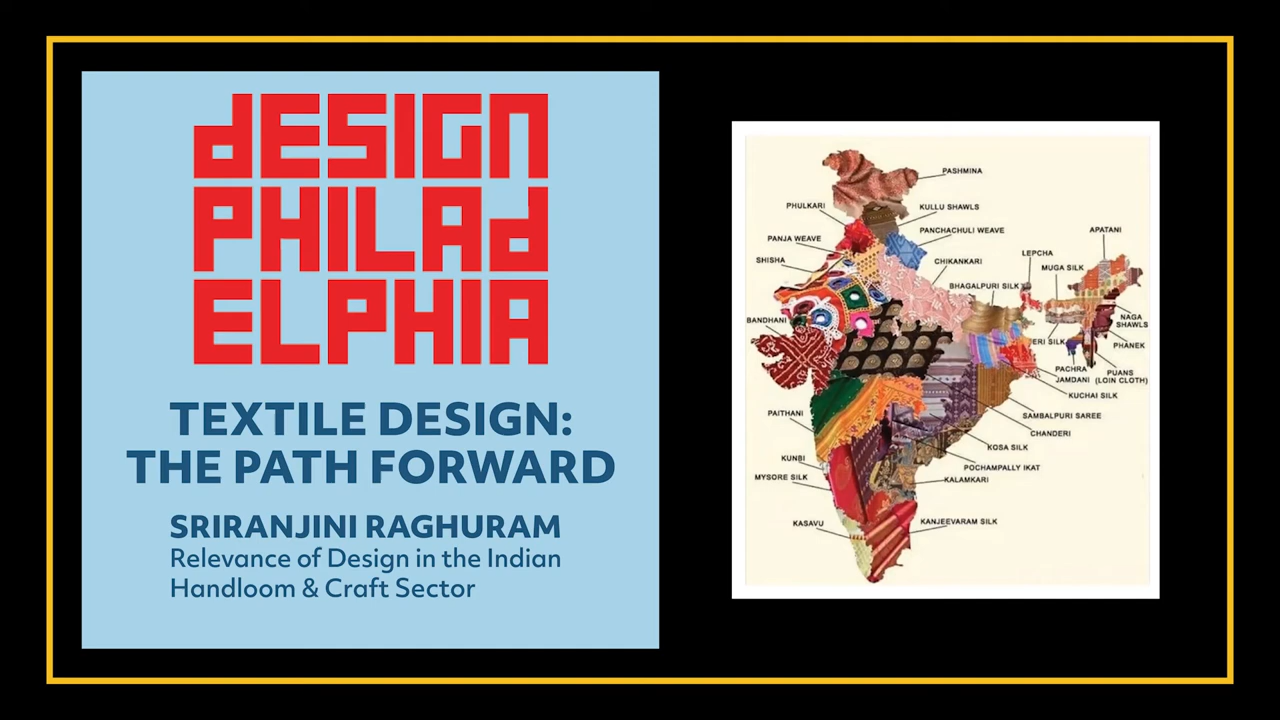 dESIGN
PHILAd
ELPHIA
TEXTILE DESIGN:
THE PATH FORWARD
SRIRANJINI RAGHURAM
Relevance of Design in the Indian
Handloom & Craft Sector
PASHMINA
PHULKARI
KULLU SHAWLS
PANJA WEAVE
PANCHACHULI WEAVE
APATANI
SHISHA
CHIKANKARI
LEPCHA
MUGA SILK
BHAGALPURI SILK
BANDHANI
NAGA
SHAWLS
ERI SILK
PHANEK
PACHRA
JAMDANI
PUANS
(LOIN CLOTH)
KUCHAI SILK
PAITHANI
SAMBALPURI SAREE
CHANDERI
KOSA SILK
KUNBI
POCHAMPALLY IKAT
MYSORE SILK
KALAMKARI
KASAVU
KANJEEVARAM SILK